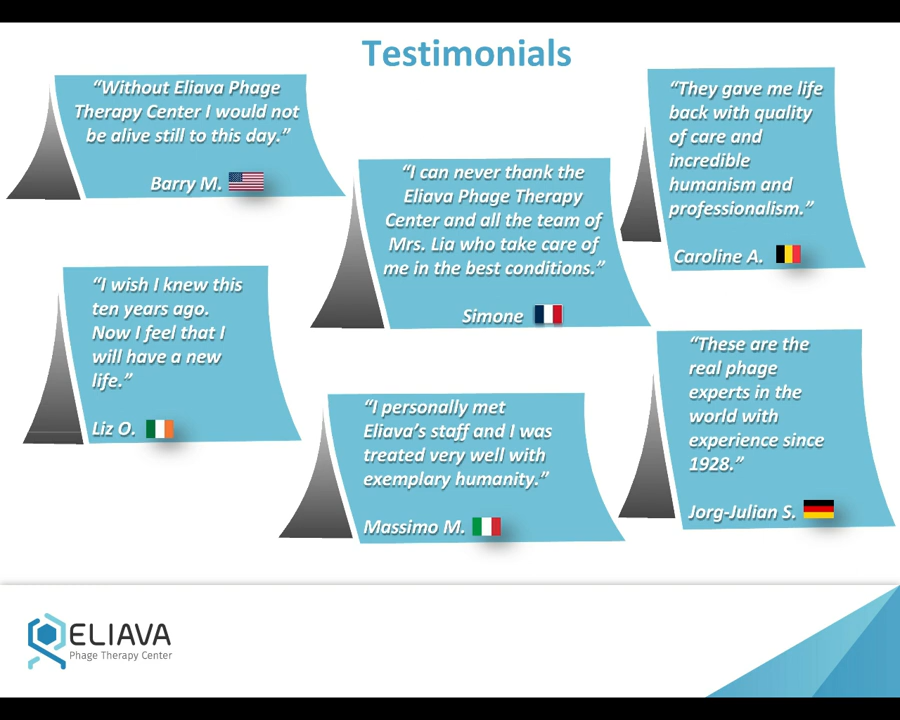 Testimonials
“Without Eliava Phage
Therapy Center I would not
be alive still to this day.”
Barry M.
“I can never thank the
Eliava Phage Therapy
Center and all the team of
Mrs. Lia who take care of
me in the best conditions.”
Simone
“They gave me life
back with quality
of care and
incredible
humanism and
professionalism.”
Caroline A.
“I wish I knew this
ten years ago.
Now I feel that I
will have a new
life.”
Liz O.
“I personally met
Eliava’s staff and I was
treated very well with
exemplary humanity.”
Massimo M.
“These are the
real phage
experts in the
world with
experience since
1928.”
Jorg-Julian S.
ELIAVA
Phage Therapy Center